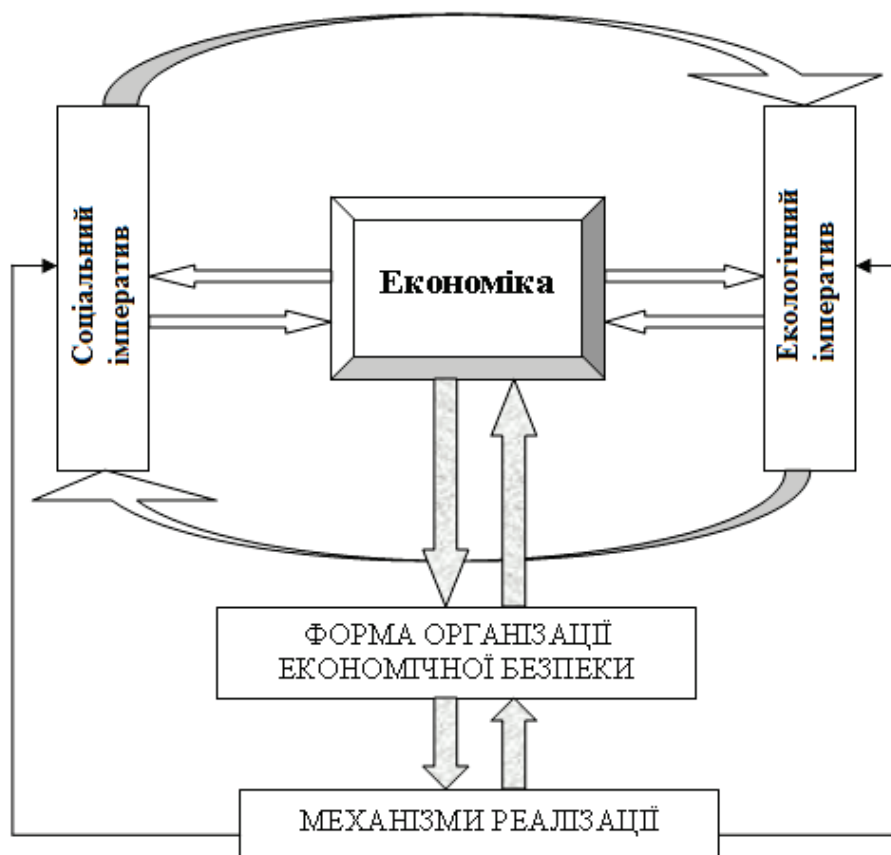 Соціальний
імператив
Економіка
Екологічний
імператив
ФОРМА ОРГАНІЗАЦІЇ
ЕКОНОМІЧНОЇ БЕЗПЕКИ
МЕХАНІЗМИ РЕАЛІЗАЦІЇ